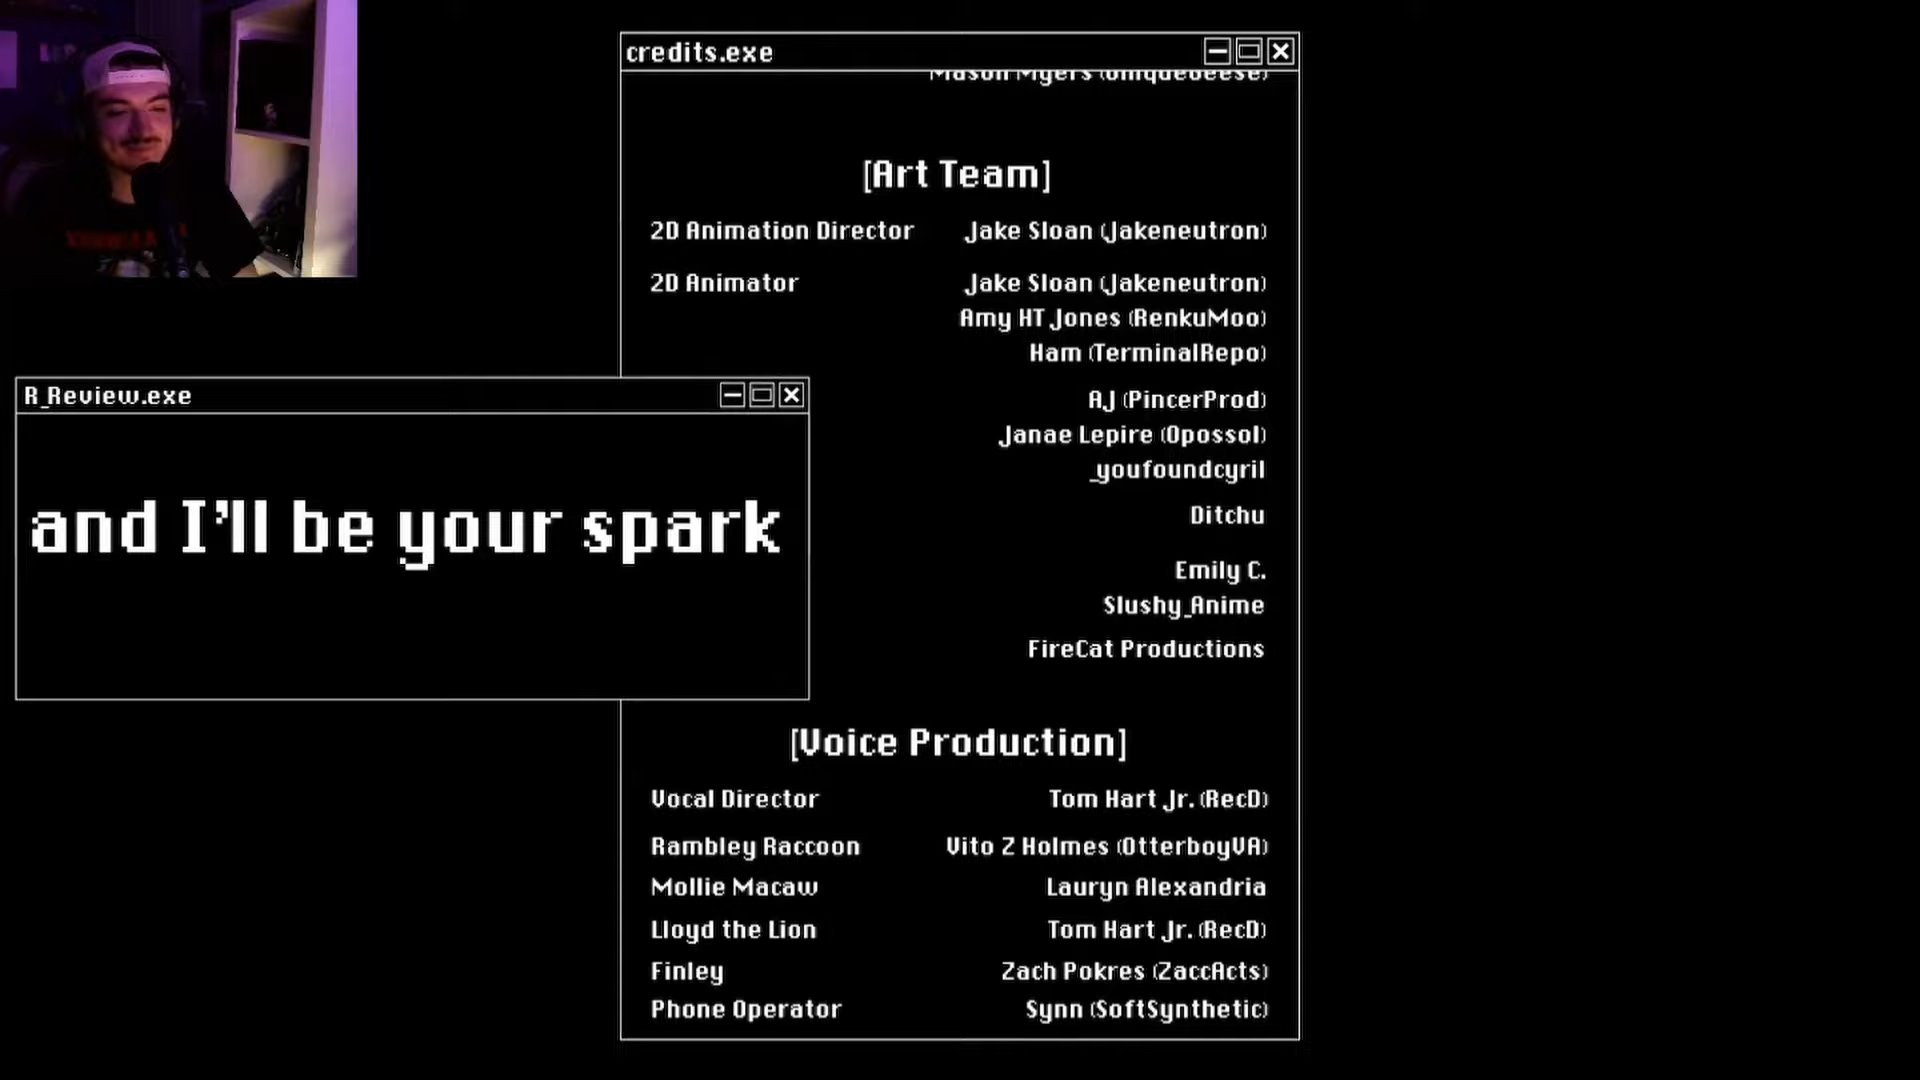 credits.exe
Mason Myers (Uniquegeese)
[Art Team]
2D Animation Director Jake Sloan (Jakeneutron)
2D Animator Jake Sloan (Jakeneutron)
Amy HT Jones (RenkuMoo)
Ham (TerminalRepo)
R_Review.exe
AJ (PincerProd)
Janae Lepire (Opossol)
_youfoundcyril
and I'll be your spark
Ditchu
Emily C.
Slushy_Anime
FireCat Productions
[Voice Production]
Vocal Director Tom Hart Jr. (RecD)
Rambley Raccoon Vito Z Holmes (OtterboyVA)
Mollie Macaw Lauryn Alexandria
Lloyd the Lion Tom Hart Jr. (RecD)
Finley Zach Pokres (ZaccActs)
Phone Operator Synn (SoftSynthetic)